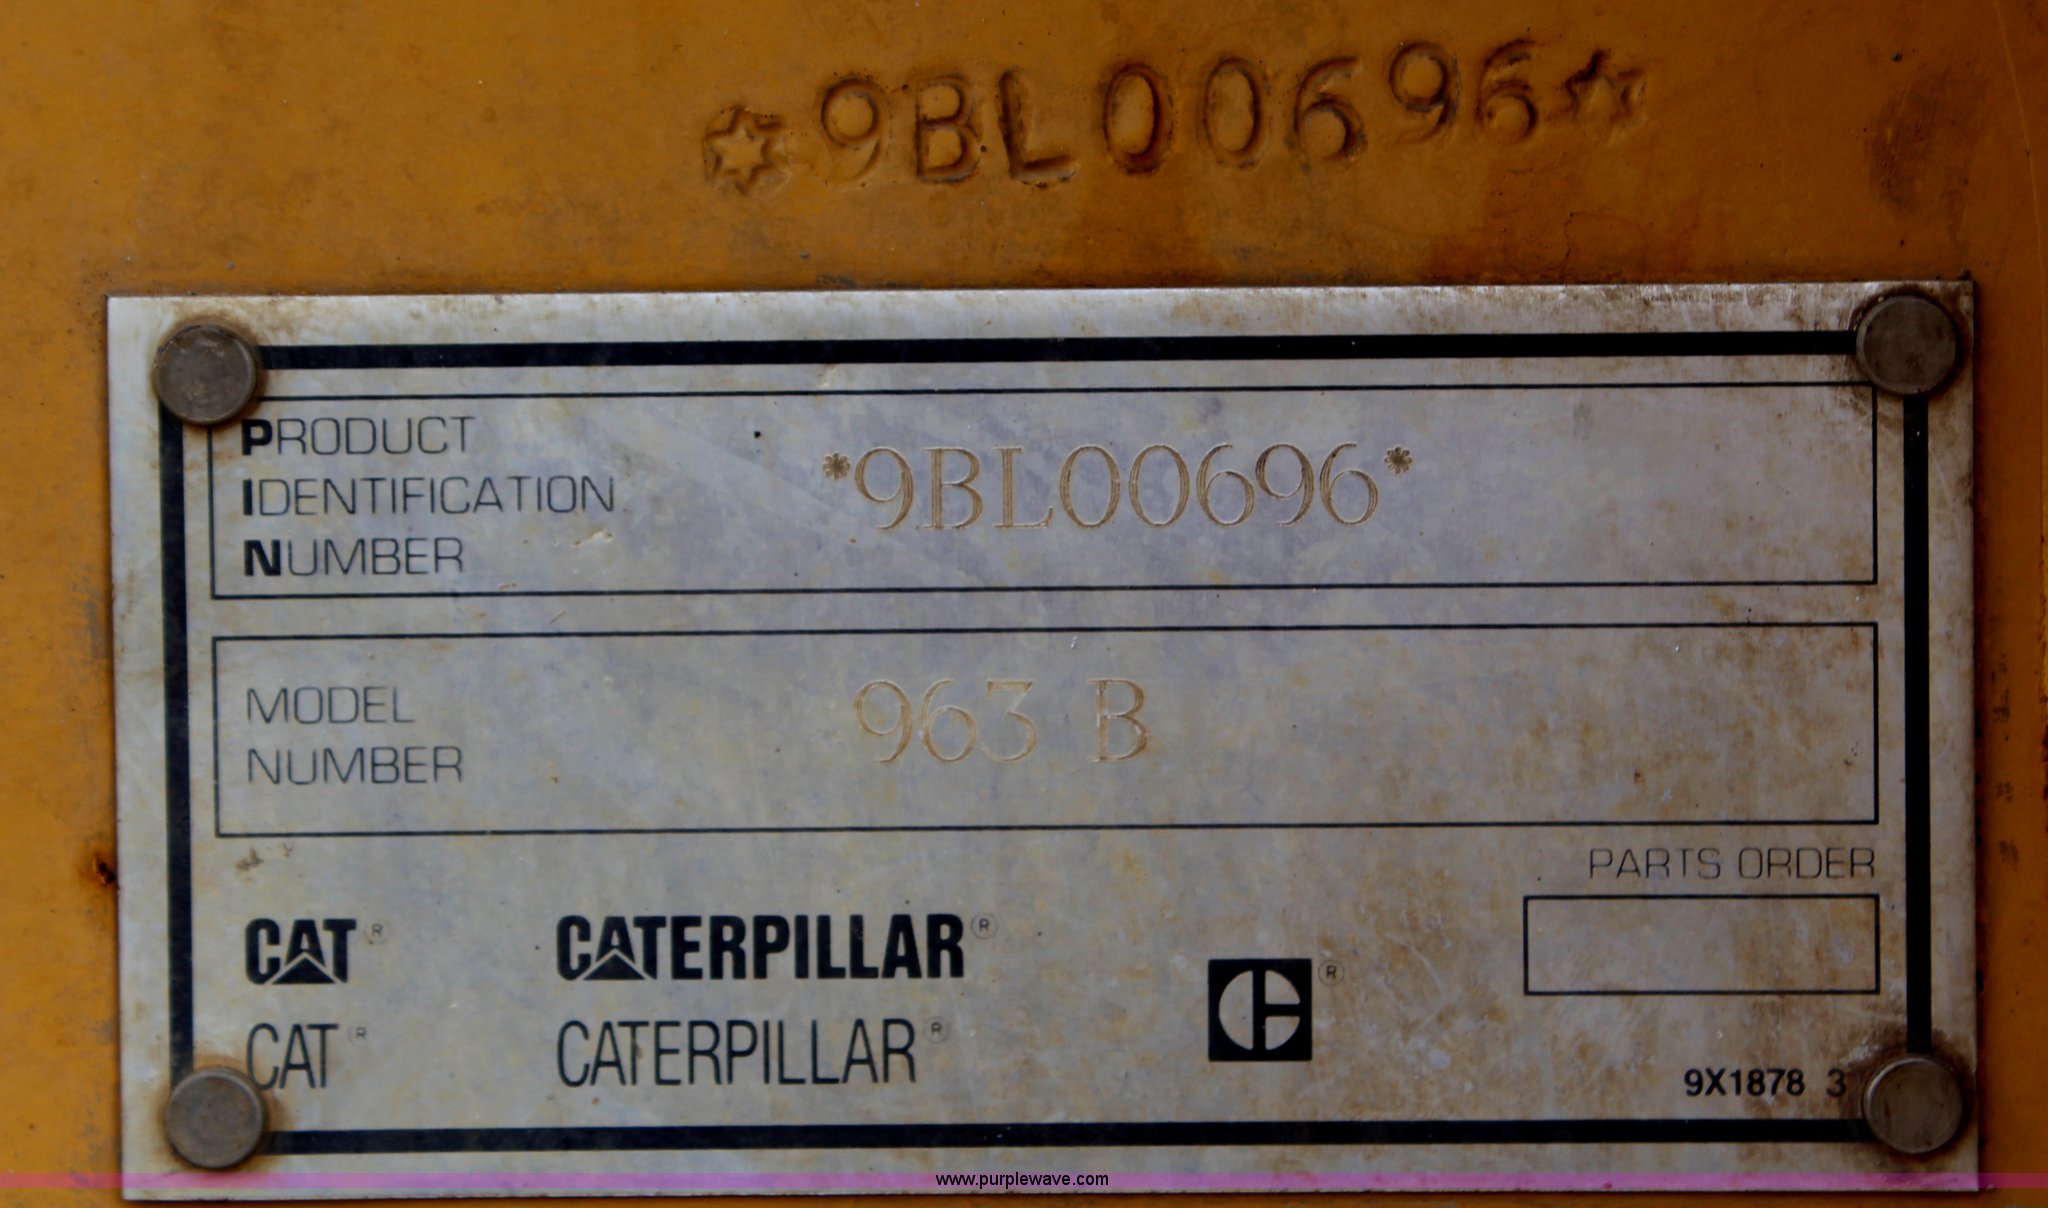 ☆9BL00696☆
PRODUCT
IDENTIFICATION
NUMBER
*9BL00696*
MODEL
NUMBER
963 B
PARTS ORDER
CAT® CATERPILLAR®
CAT® CATERPILLAR®
®
9X1878 3
www.purplewave.com